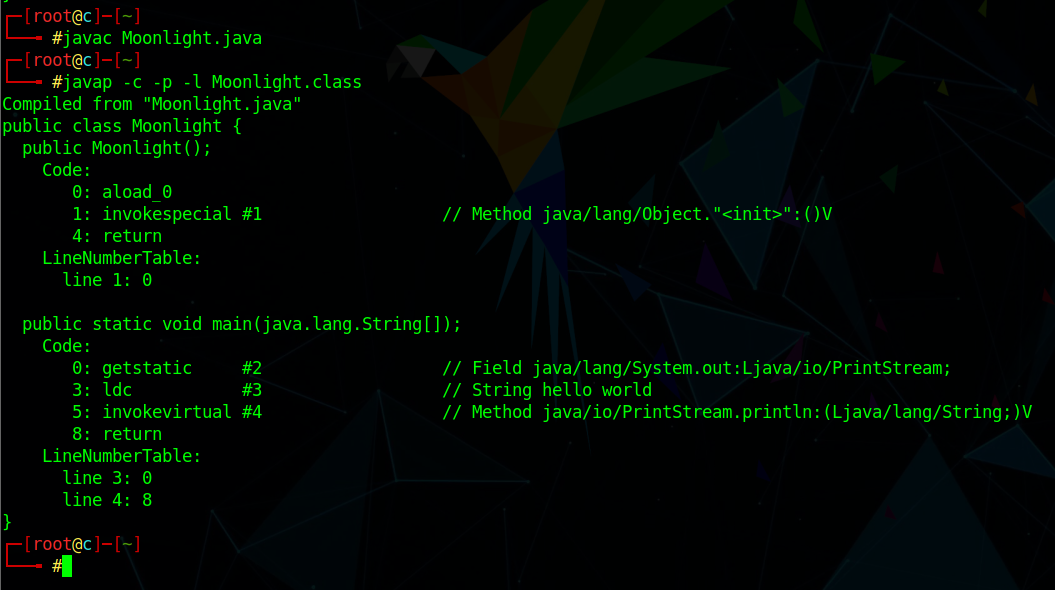 ┌─[root@c]─[~]
└──╼ #javac Moonlight.java
┌─[root@c]─[~]
└──╼ #javap -c -p -l Moonlight.class
Compiled from "Moonlight.java"
public class Moonlight {
  public Moonlight();
    Code:
       0: aload_0
       1: invokespecial #1                  // Method java/lang/Object."<init>":()V
       4: return
    LineNumberTable:
      line 1: 0

  public static void main(java.lang.String[]);
    Code:
       0: getstatic     #2                  // Field java/lang/System.out:Ljava/io/PrintStream;
       3: ldc           #3                  // String hello world
       5: invokevirtual #4                  // Method java/io/PrintStream.println:(Ljava/lang/String;)V
       8: return
    LineNumberTable:
      line 3: 0
      line 4: 8
}
┌─[root@c]─[~]
└──╼ #